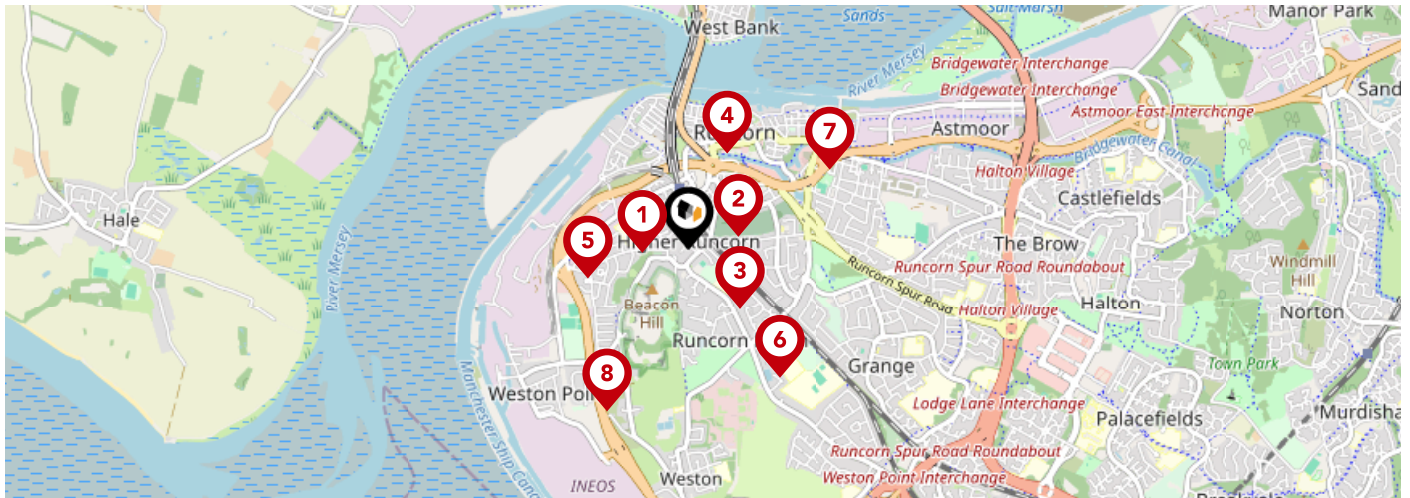 Sands
Salt-Marsh
Manor Park
West Bank
River Mersey
Bridgewater Interchange
Bridgewater Interchange
Sand
Astmoor East Interchange
4
7
Astmoor
Bridgewater Canal
Halton Village
Castlefields
1
2
Hale
5
Runcorn
The Brow
River Mersey
3
Runcorn Spur Road Roundabout
Windmill
Hill
Runcorn Spur Road
Beacon
Hill
Halton Village
Halton
Norton
6
Runcorn
Grange
Town Park
8
Weston
Manchester Ship Canal
Lodge Lane Interchange
Palacefields
Murdisha
Runcorn Spur Road Roundabout
Weston
Weston Point Interchange
INEOS